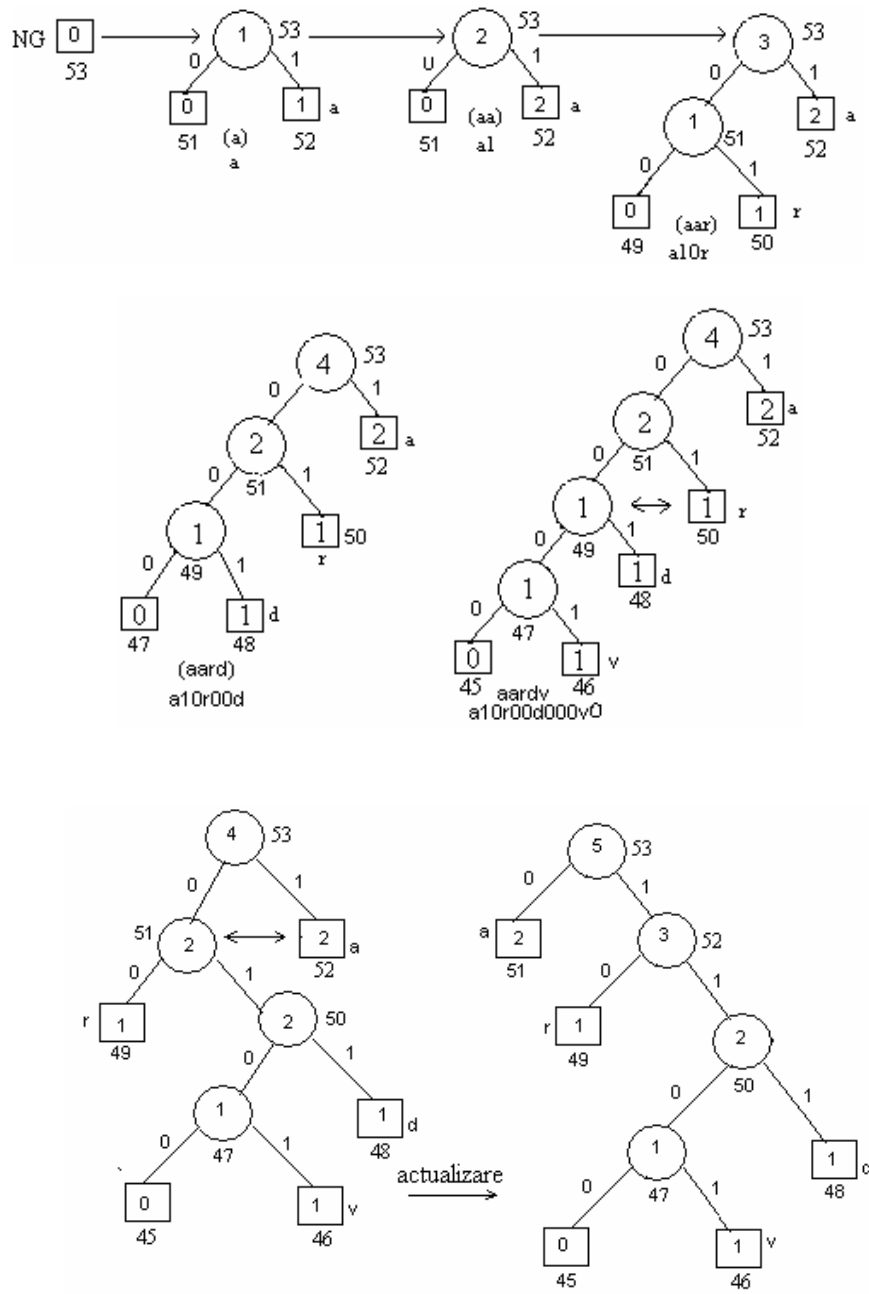 NG 0 53
1 53
0 1
0 1 a
51 (a) 52
a
2 53
U 1
0 2 a
51 (aa) 52
a1
3 53
0 1
1 2 a
51 52
0 1
0 1 r
49 (aar) 50
a10r
4 53
0 1
2 2 a
51 52
0 1
1 1 50
49 r
0 1
0 1 d
47 48
(aard)
a10r00d
4 53
0 1
2 2 a
51 52
0 1
1 1 r
49 50
0 1
1 1 d
47 48
0 1
0 1 v
45 46
aardv
a10r00d000v0
4 53
0 1
51 2 2 a
52
0 1
r 1 2 50
49
0 1
1 1 d
47 48
0 1
0 1 v
45 46
actualizare
5 53
0 1
a 2 3 52
51
0 1
r 1 2
49 50
0 1
1 1
47 48
0 1
0 1 v
45 46